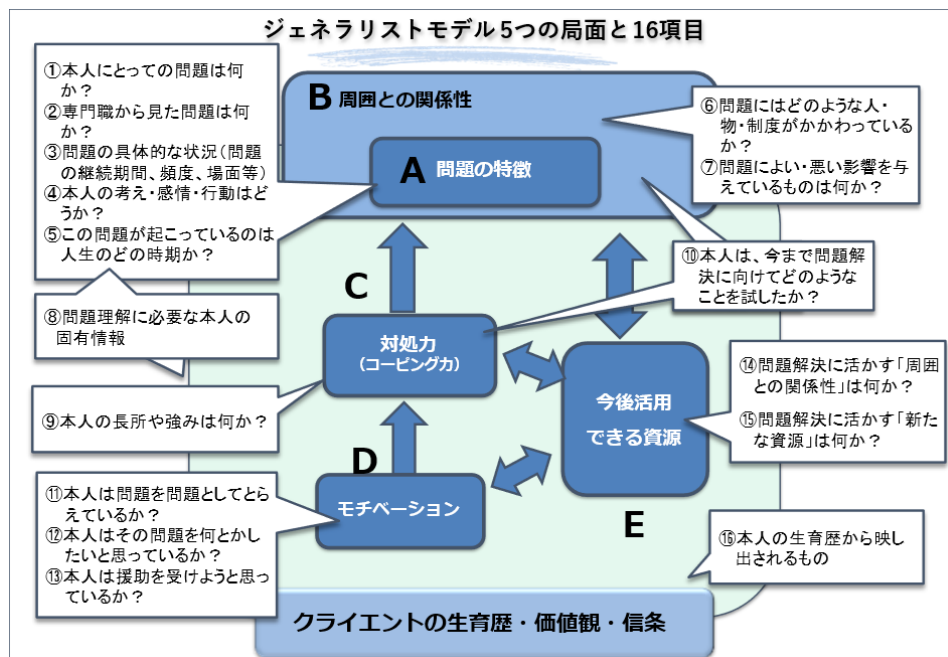 ジェネラリストモデル5つの局面と16項目
①本人にとっての問題は何
か？
②専門職から見た問題は何
か？
③問題の具体的な状況（問題
の継続期間、頻度、場面等）
④本人の考え・感情・行動はど
うか？
⑤この問題が起こっているのは
人生のどの時期か？
B 周囲との関係性
A 問題の特徴
⑥問題にはどのような人・
物・制度がかかわっている
か？
⑦問題によい・悪い影響を与
えているものは何か？
C
⑩本人は、今まで問題解
決に向けてどのような
ことを試したか？
⑧問題理解に必要な本人の
固有情報
対処力
（コーピング力）
⑨本人の長所や強みは何か？
今後活用
できる資源
⑭問題解決に活かす「周囲
との関係性」は何か？
⑮問題解決に活かす「新た
な資源」は何か？
D
モチベーション
E
⑪本人は問題を問題としてとら
えているか？
⑫本人はその問題を何とかし
たいと思っているか？
⑬本人は援助を受けようと思っ
ているか？
⑯本人の生育歴から映し
出されるもの
クライエントの生育歴・価値観・信条